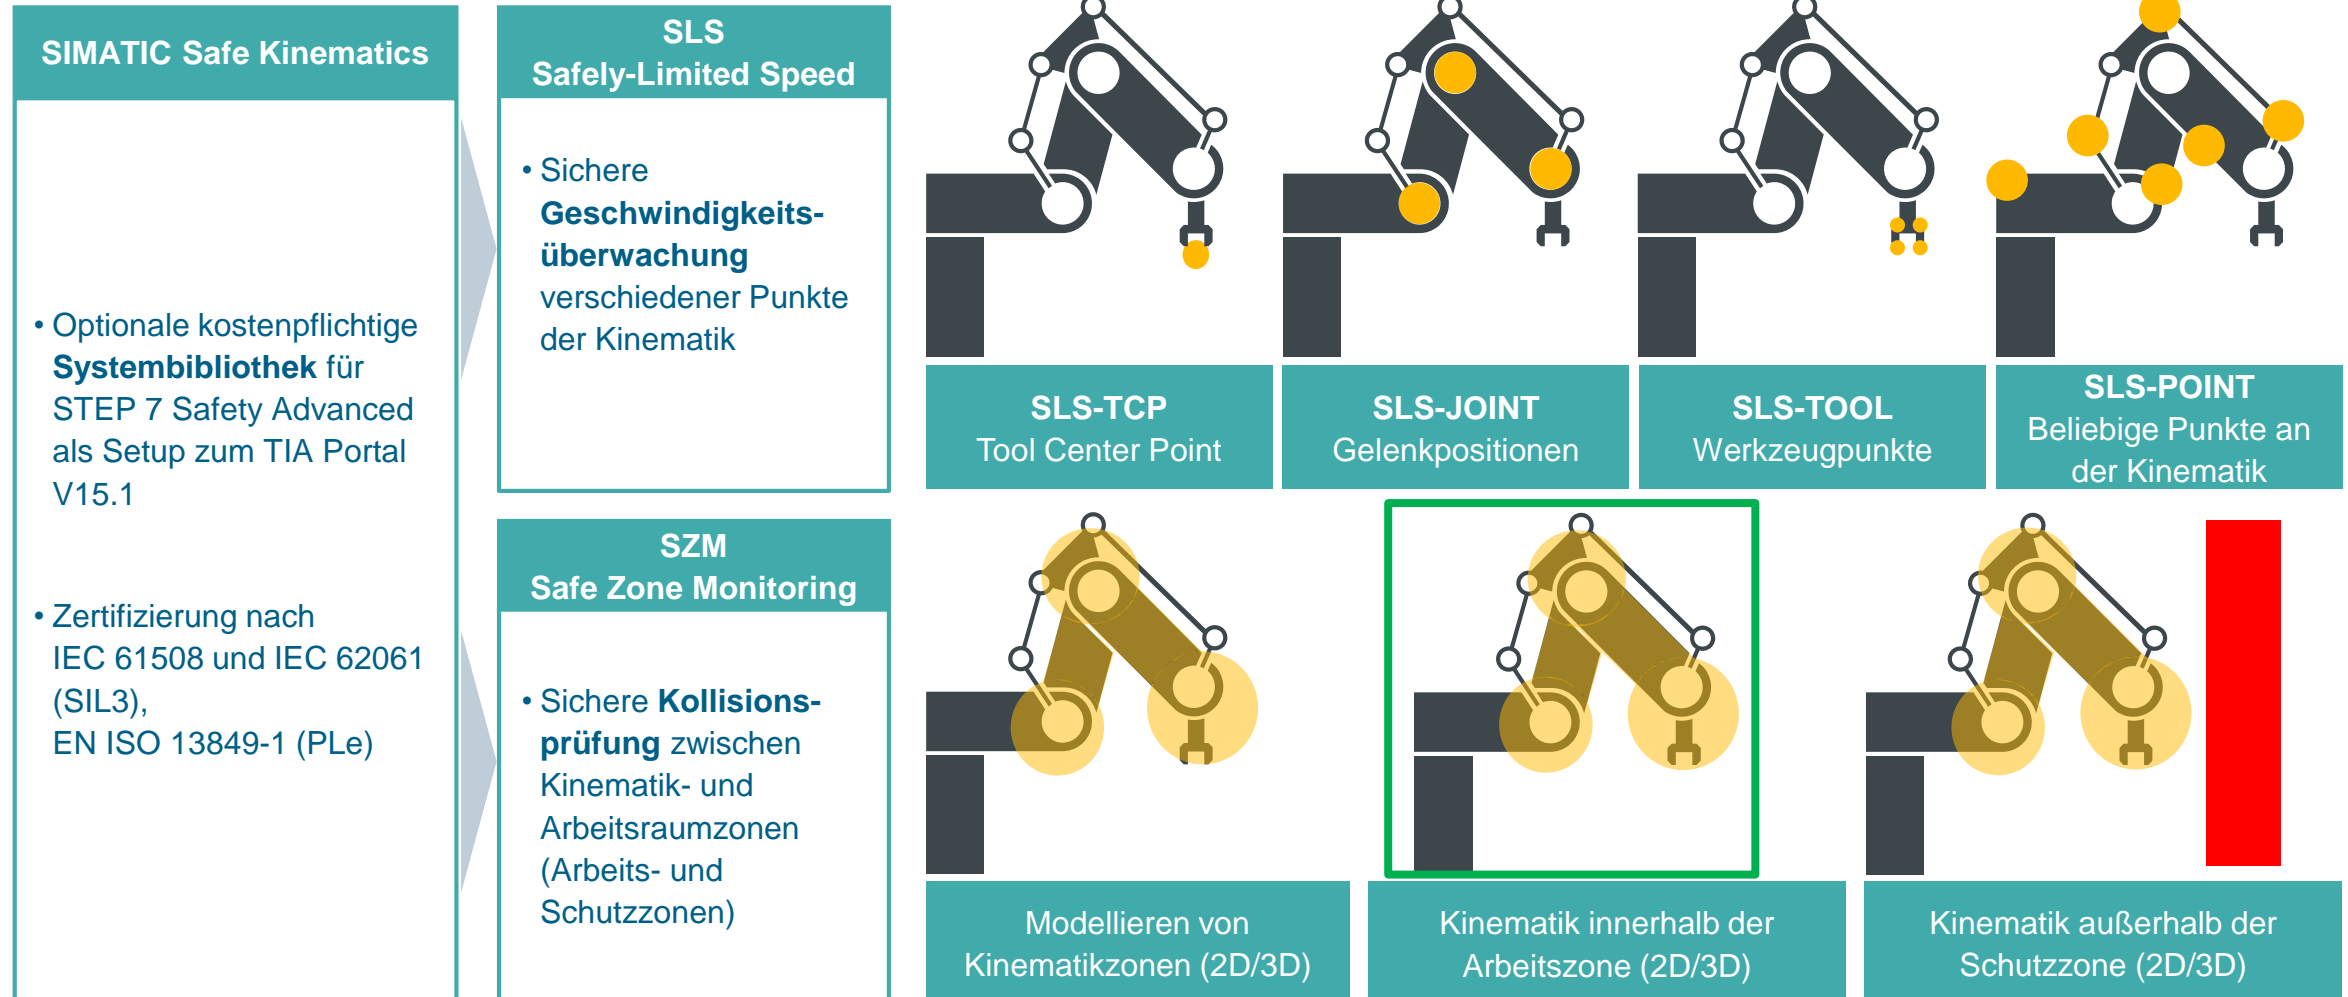 SIMATIC Safe Kinematics
• Optionale kostenpflichtige
Systembibliothek für
STEP 7 Safety Advanced
als Setup zum TIA Portal
V15.1
• Zertifizierung nach
IEC 61508 und IEC 62061
(SIL3),
EN ISO 13849-1 (PLe)
SLS
Safely-Limited Speed
• Sichere
Geschwindigkeits-
überwachung
verschiedener Punkte
der Kinematik
SLS-TCP
Tool Center Point
SLS-JOINT
Gelenkpositionen
SLS-TOOL
Werkzeugpunkte
SLS-POINT
Beliebige Punkte an
der Kinematik
SZM
Safe Zone Monitoring
• Sichere Kollisions-
prüfung zwischen
Kinematik- und
Arbeitsraumzonen
(Arbeits- und
Schutzzonen)
Modellieren von
Kinematikzonen (2D/3D)
Kinematik innerhalb der
Arbeitszone (2D/3D)
Kinematik außerhalb der
Schutzzone (2D/3D)